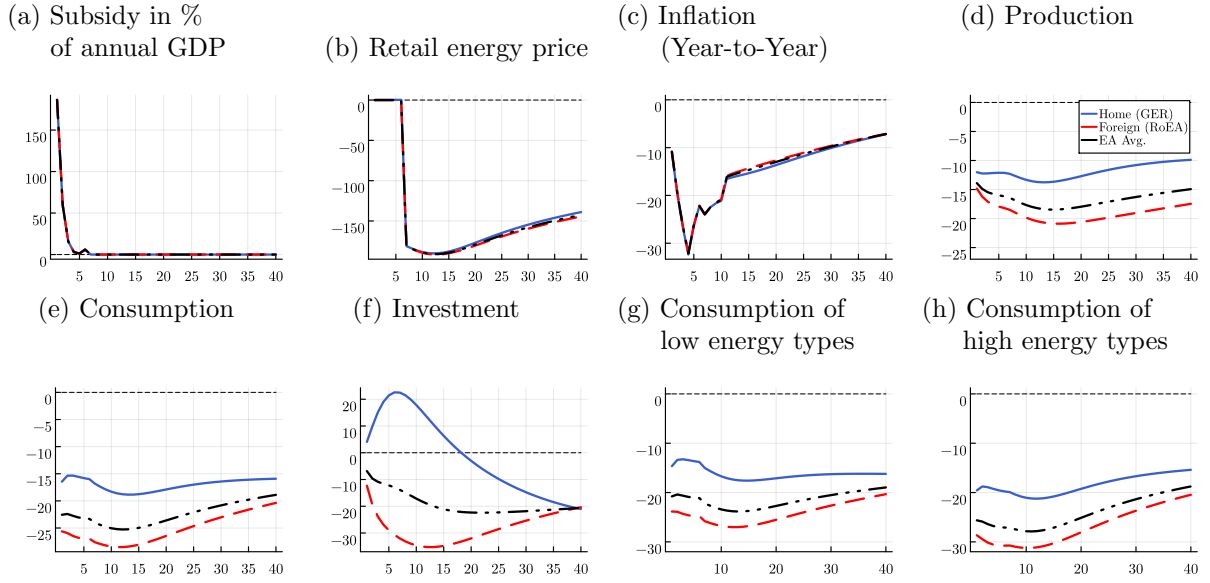 (a) Subsidy in %
of annual GDP
(b) Retail energy price
(c) Inflation
(Year-to-Year)
(d) Production
150
100
50
0
5 10 15 20 25 30 35 40
0
−50
−100
−150
5 10 15 20 25 30 35 40
0
−10
−20
−30
5 10 15 20 25 30 35 40
0
−5
−10
−15
−20
−25
5 10 15 20 25 30 35 40
Home (GER)
Foreign (RoEA)
EA Avg.
(e) Consumption
(f) Investment
(g) Consumption of
low energy types
(h) Consumption of
high energy types
0
−5
−10
−15
−20
−25
5 10 15 20 25 30 35 40
20
10
0
−10
−20
−30
5 10 15 20 25 30 35 40
0
−10
−20
−30
10 20 30 40
0
−10
−20
−30
10 20 30 40